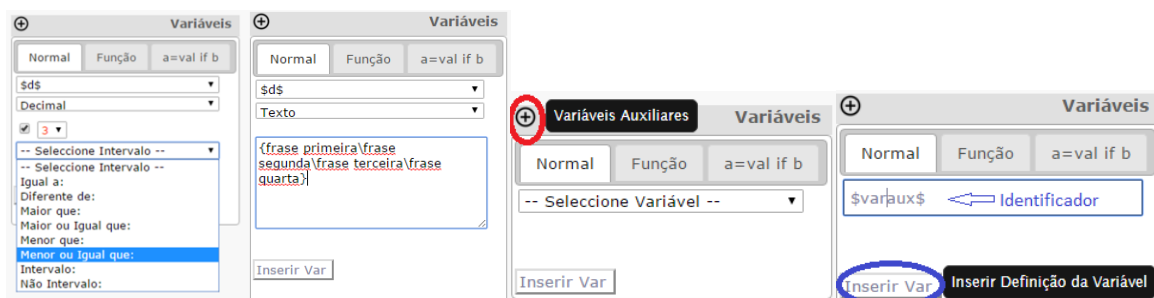 Variáveis
Normal Função a=val if b
$d$
Decimal
3
-- Seleccione Intervalo --
-- Seleccione Intervalo --
Igual a:
Diferente de:
Maior que:
Maior ou Igual que:
Menor que:
Menor ou Igual que:
Intervalo:
Não Intervalo:
Variáveis
Normal Função a=val if b
$d$
Texto
{frase primeira\frase
segunda\frase terceira\frase
quarta}
Inserir Var
Variáveis Auxiliares Variáveis
Normal Função a=val if b
-- Seleccione Variável --
Inserir Var
Variáveis
Normal Função a=val if b
$varaux$ Identificador
Inserir Var Inserir Definição da Variável